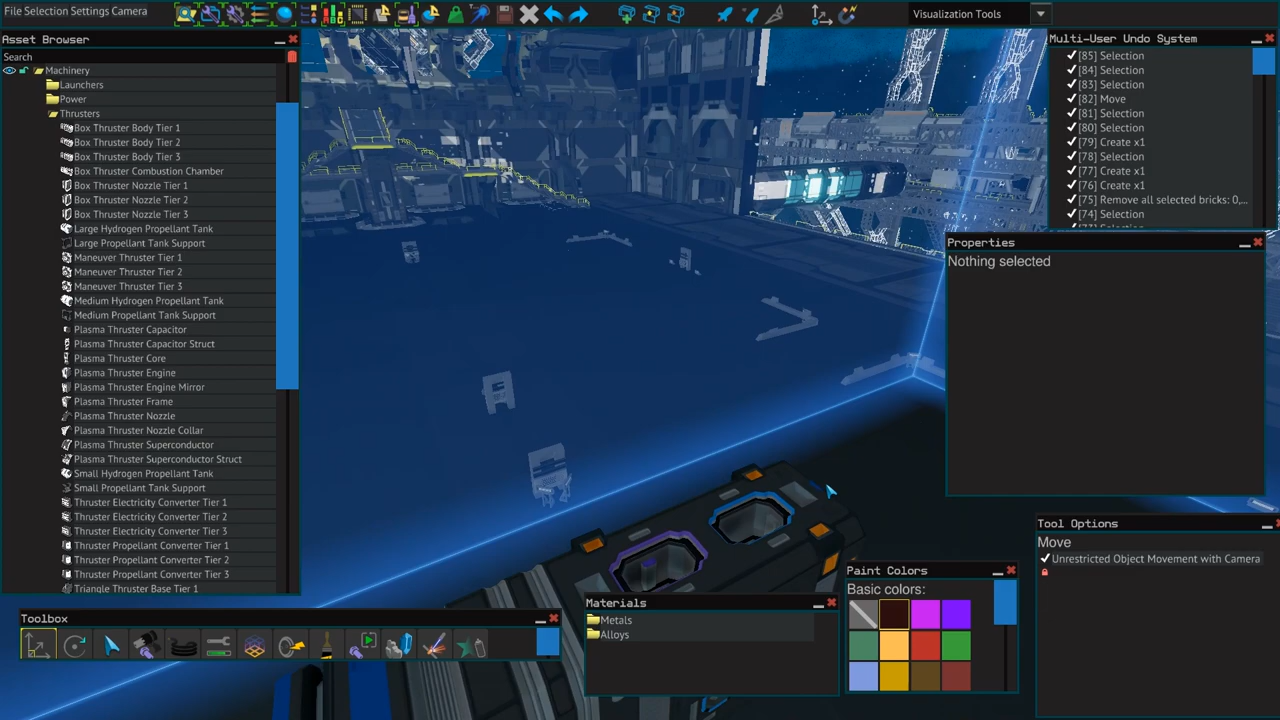 File Selection Settings Camera
Visualization Tools
Asset Browser
Search
Machinery
Launchers
Power
Thrusters
Box Thruster Body Tier 1
Box Thruster Body Tier 2
Box Thruster Body Tier 3
Box Thruster Combustion Chamber
Box Thruster Nozzle Tier 1
Box Thruster Nozzle Tier 2
Box Thruster Nozzle Tier 3
Large Hydrogen Propellant Tank
Large Propellant Tank Support
Maneuver Thruster Tier 1
Maneuver Thruster Tier 2
Maneuver Thruster Tier 3
Medium Hydrogen Propellant Tank
Medium Propellant Tank Support
Plasma Thruster Capacitor
Plasma Thruster Capacitor Struct
Plasma Thruster Core
Plasma Thruster Engine
Plasma Thruster Engine Mirror
Plasma Thruster Frame
Plasma Thruster Nozzle
Plasma Thruster Nozzle Collar
Plasma Thruster Superconductor
Plasma Thruster Superconductor Struct
Small Hydrogen Propellant Tank
Small Propellant Tank Support
Thruster Electricity Converter Tier 1
Thruster Electricity Converter Tier 2
Thruster Electricity Converter Tier 3
Thruster Propellant Converter Tier 1
Thruster Propellant Converter Tier 2
Thruster Propellant Converter Tier 3
Triangle Thruster Base Tier 1
Multi-User Undo System
[85] Selection
[84] Selection
[83] Selection
[82] Move
[81] Selection
[80] Selection
[79] Create x1
[78] Selection
[77] Create x1
[76] Create x1
[75] Remove all selected bricks: 0,...
[74] Selection
Properties
Nothing selected
Tool Options
Move
Unrestricted Object Movement with Camera
Paint Colors
Basic colors:
Materials
Metals
Alloys
Toolbox